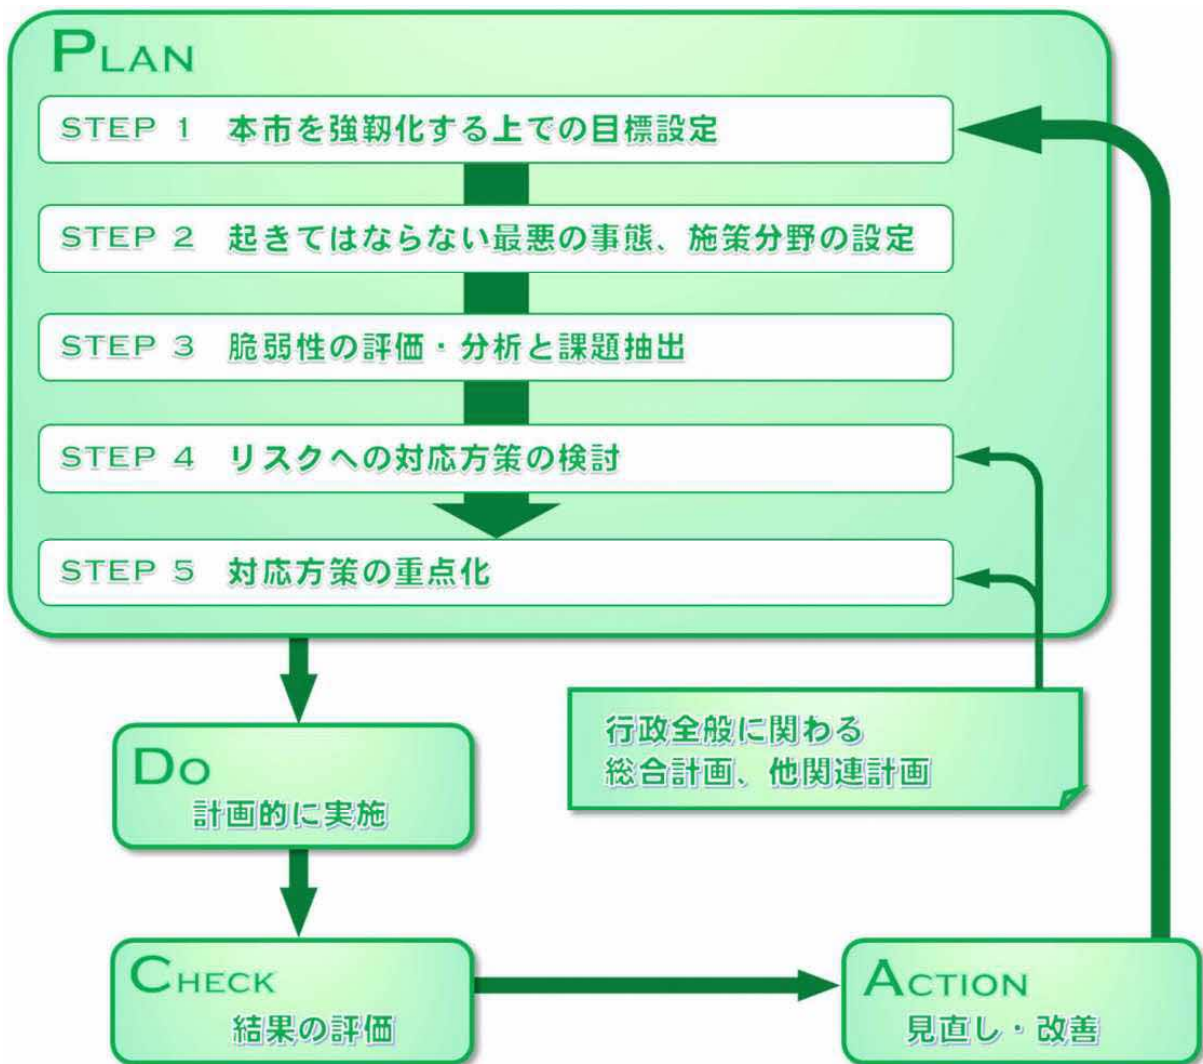 PLAN
STEP 1 本市を強靱化する上での目標設定
STEP 2 起きてはならない最悪の事態、施策分野の設定
STEP 3 脆弱性の評価・分析と課題抽出
STEP 4 リスクへの対応方策の検討
STEP 5 対応方策の重点化
行政全般に関わる
総合計画、他関連計画
DO
計画的に実施
CHECK
結果の評価
ACTION
見直し・改善